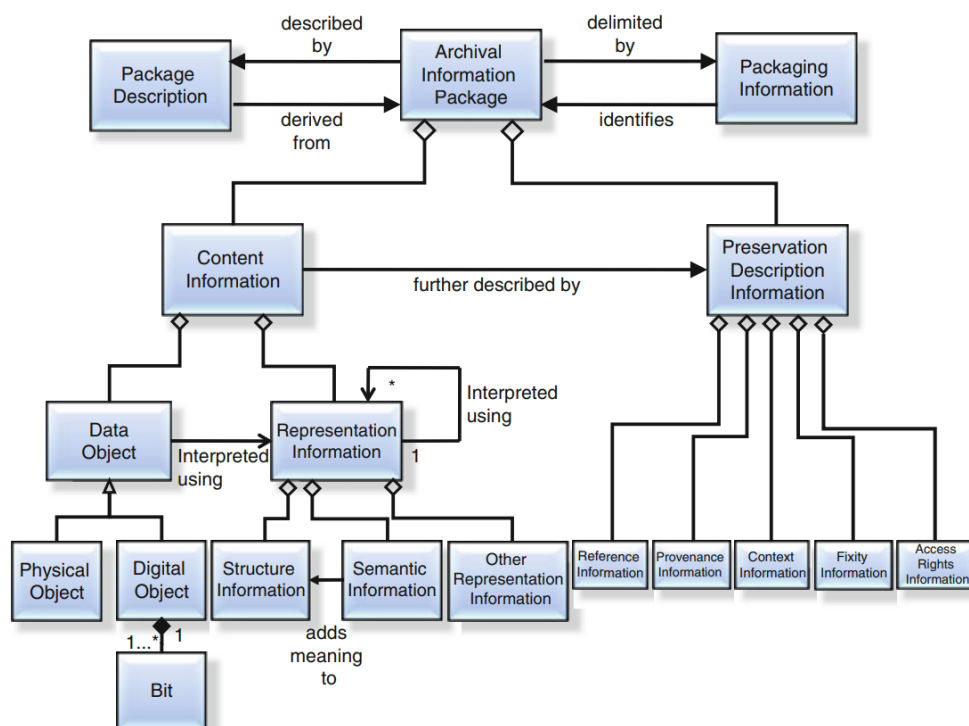 described
by
Archival
Information
Package
delimited
by
Package
Description
Packaging
Information
derived
from
identifies
Content
Information
further described by
Preservation
Description
Information
*
Interpreted
using
Data
Object
Interpreted
using
Representation
Information
1
Physical
Object
Digital
Object
Structure
Information
Semantic
Information
Other
Representation
Information
Reference
Information
Provenance
Information
Context
Information
Fixity
Information
Access
Rights
Information
1...*
1
adds
meaning
to
Bit